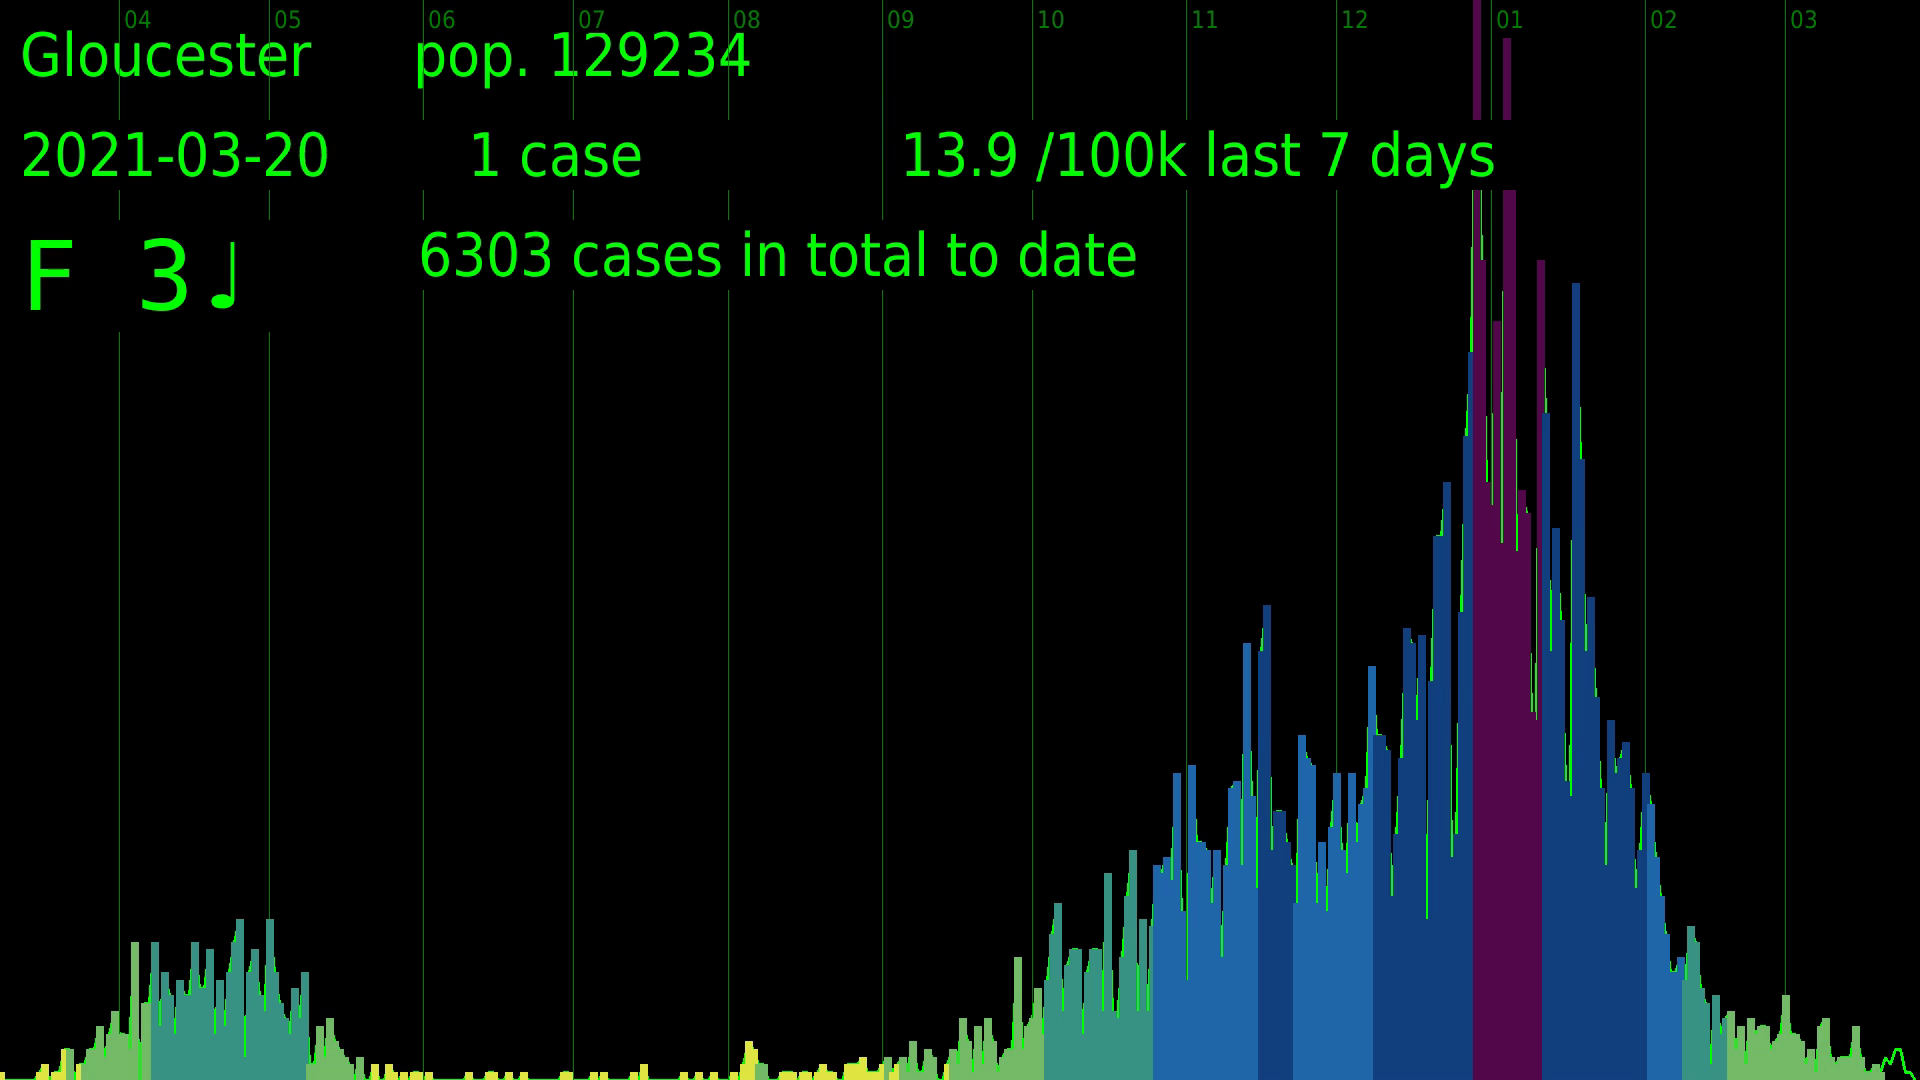 04 05 06 07 08 09 10 11 12 01 02 03
Gloucester pop. 129234
2021-03-20 1 case 13.9 /100k last 7 days
F 3♩ 6303 cases in total to date